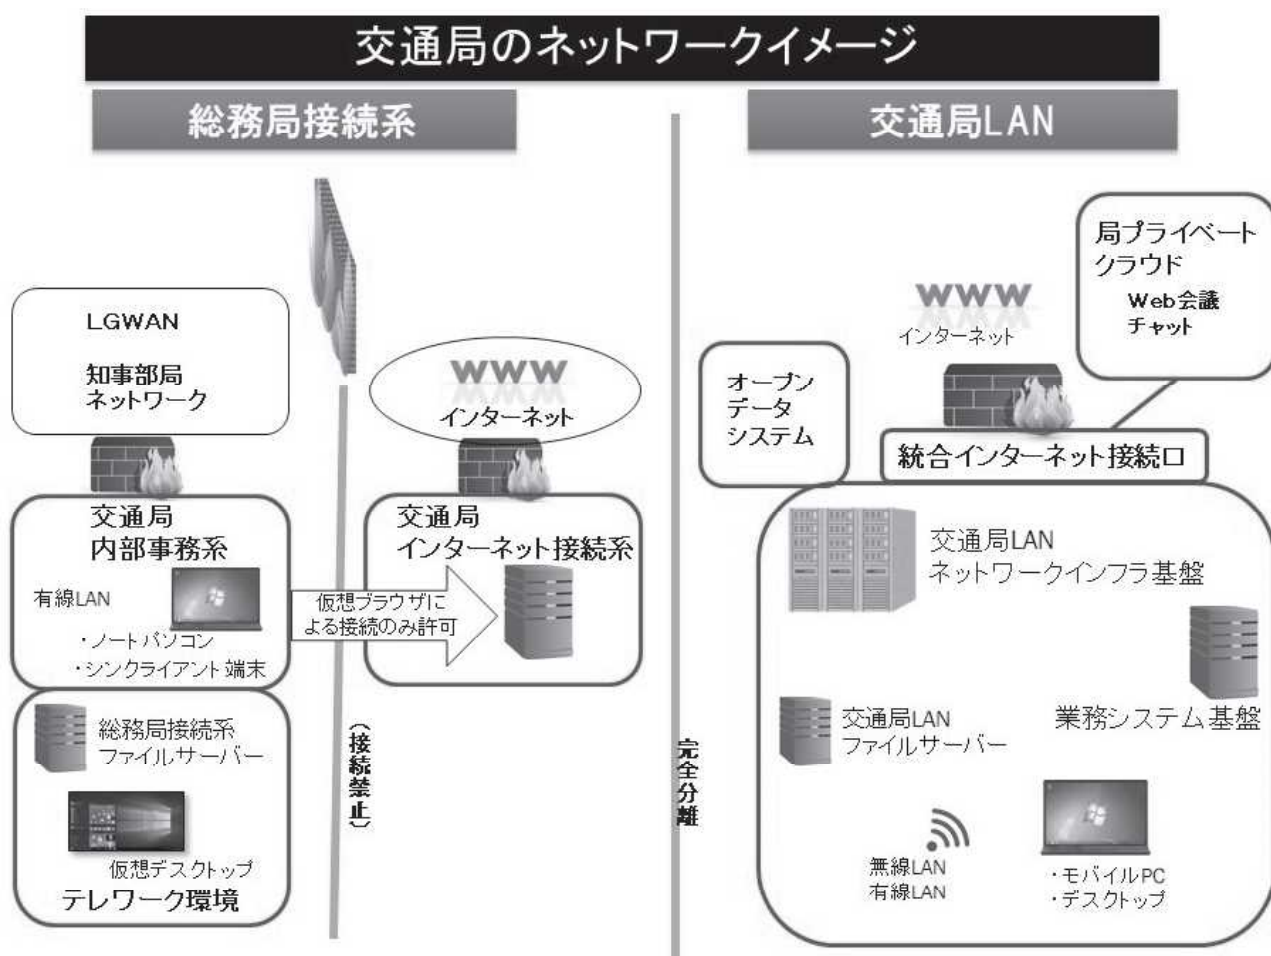 交通局のネットワークイメージ
総務局接続系
LGWAN
知事部局
ネットワーク
WWW
インターネット
交通局
内部事務系
有線LAN
・ノートパソコン
・シンクライアント端末
仮想ブラウザに
よる接続のみ許可
交通局
インターネット接続系
総務局接続系
ファイルサーバー
仮想デスクトップ
テレワーク環境
(接続禁止)
完全分離
交通局LAN
局プライベート
クラウド
Web会議
チャット
WWW
インターネット
オープン
データ
システム
統合インターネット接続口
交通局LAN
ネットワークインフラ基盤
業務システム基盤
交通局LAN
ファイルサーバー
無線LAN
有線LAN
・モバイルPC
・デスクトップ